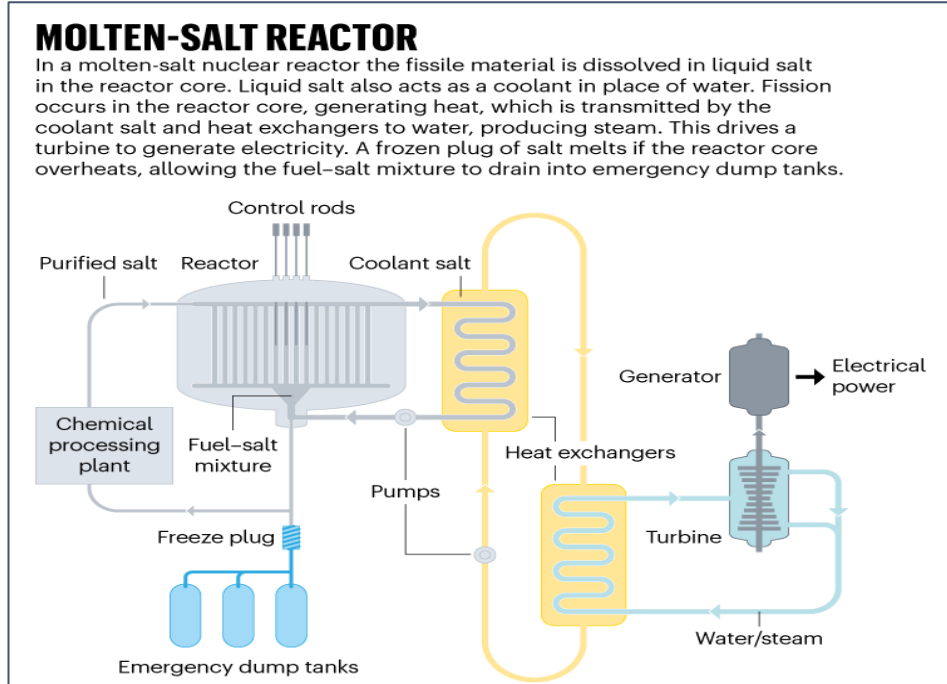 MOLTEN-SALT REACTOR
In a molten-salt nuclear reactor the fissile material is dissolved in liquid salt
in the reactor core. Liquid salt also acts as a coolant in place of water. Fission
occurs in the reactor core, generating heat, which is transmitted by the
coolant salt and heat exchangers to water, producing steam. This drives a
turbine to generate electricity. A frozen plug of salt melts if the reactor core
overheats, allowing the fuel–salt mixture to drain into emergency dump tanks.
Control rods
Purified salt
Reactor
Coolant salt
Generator
Electrical
power
Chemical
processing
plant
Fuel–salt
mixture
Heat exchangers
Pumps
Freeze plug
Turbine
Water/steam
Emergency dump tanks